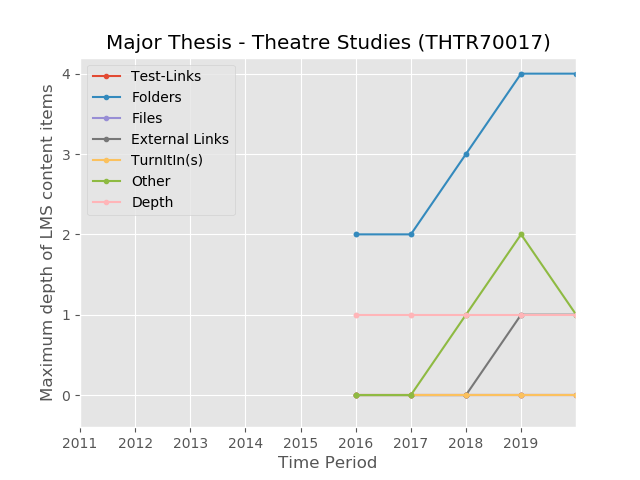 Major Thesis - Theatre Studies (THTR70017)
Maximum depth of LMS content items
4
3
2
1
0
Test-Links
Folders
Files
External Links
TurnItIn(s)
Other
Depth
2011 2012 2013 2014 2015 2016 2017 2018 2019
Time Period